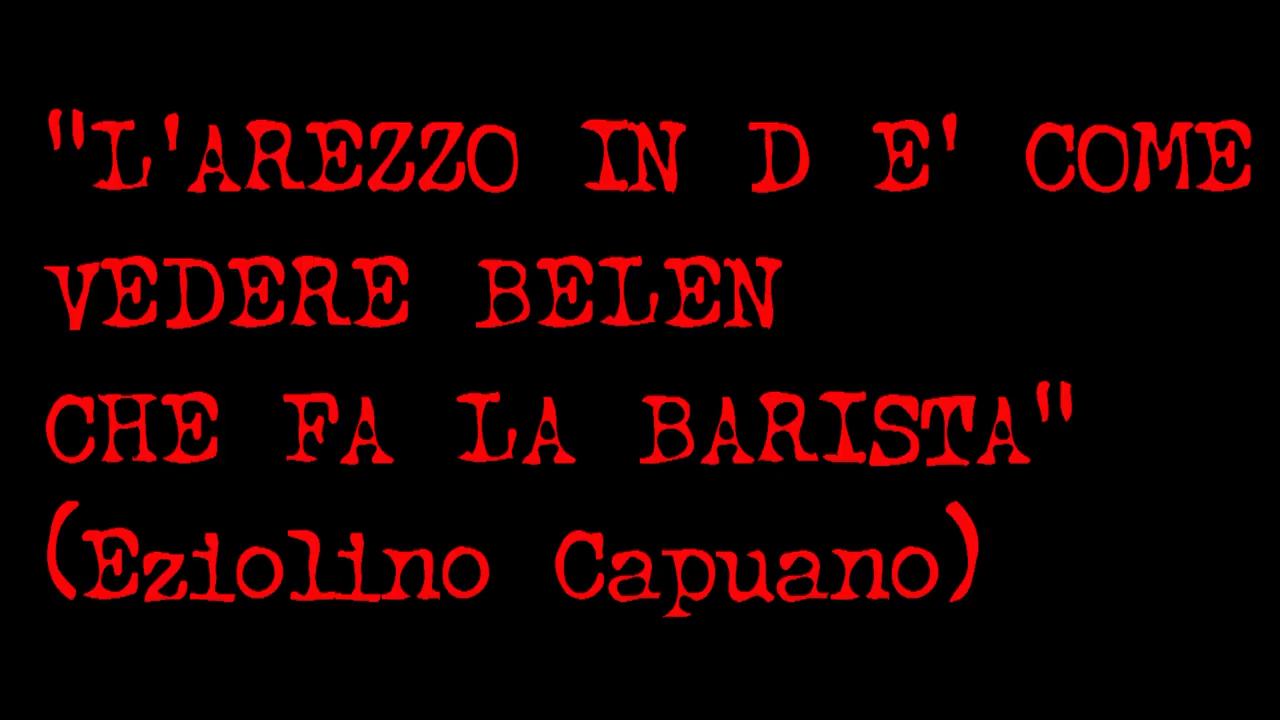 "L'AREZZO IN D E' COME
VEDERE BELEN
CHE FA LA BARISTA"
(Eziolino Capuano)